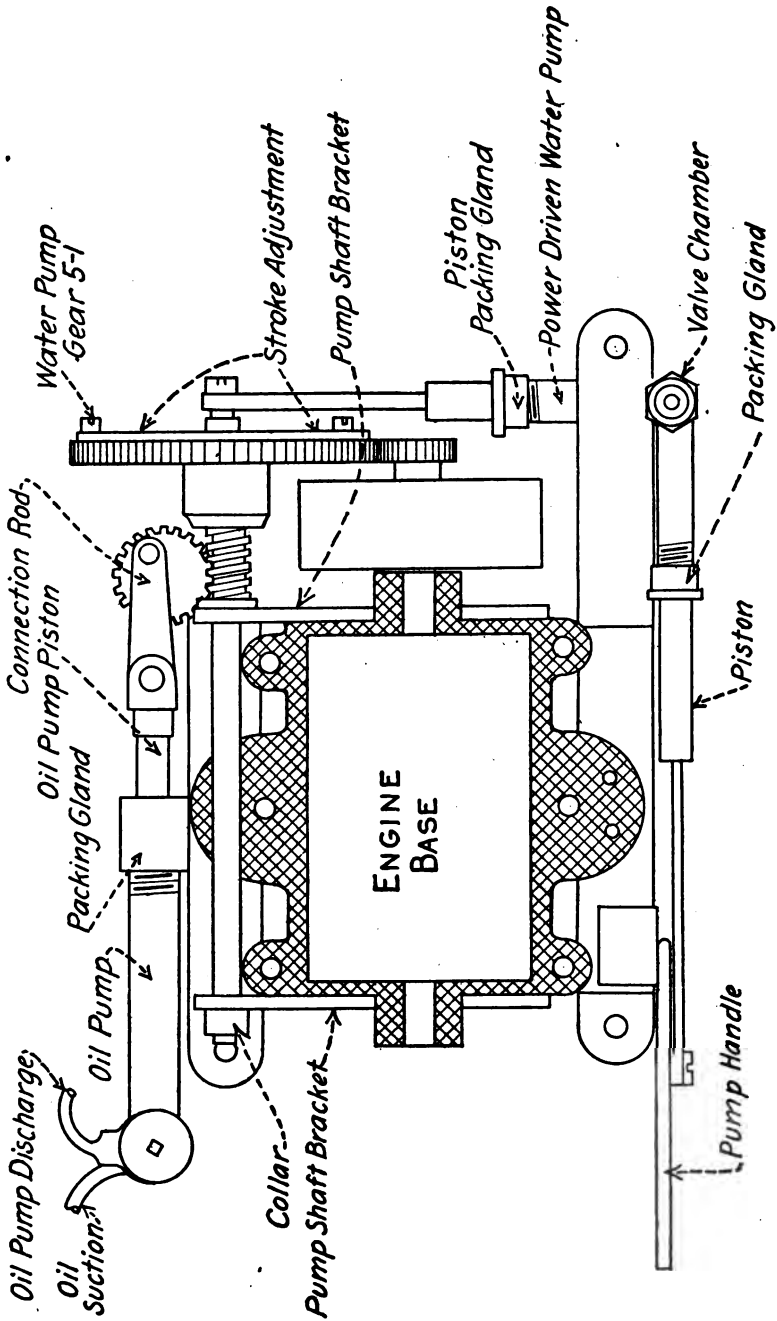 Oil Pump Discharge
Oil
Suction
Oil Pump
Packing Gland
Oil Pump Piston
Connection Rod
Water Pump
Gear 5-1
Stroke Adjustment
Pump Shaft Bracket
Collar
Pump Shaft Bracket
ENGINE
BASE
Piston
Packing Gland
Power Driven Water Pump
Pump Handle
Piston
Packing Gland
Valve Chamber